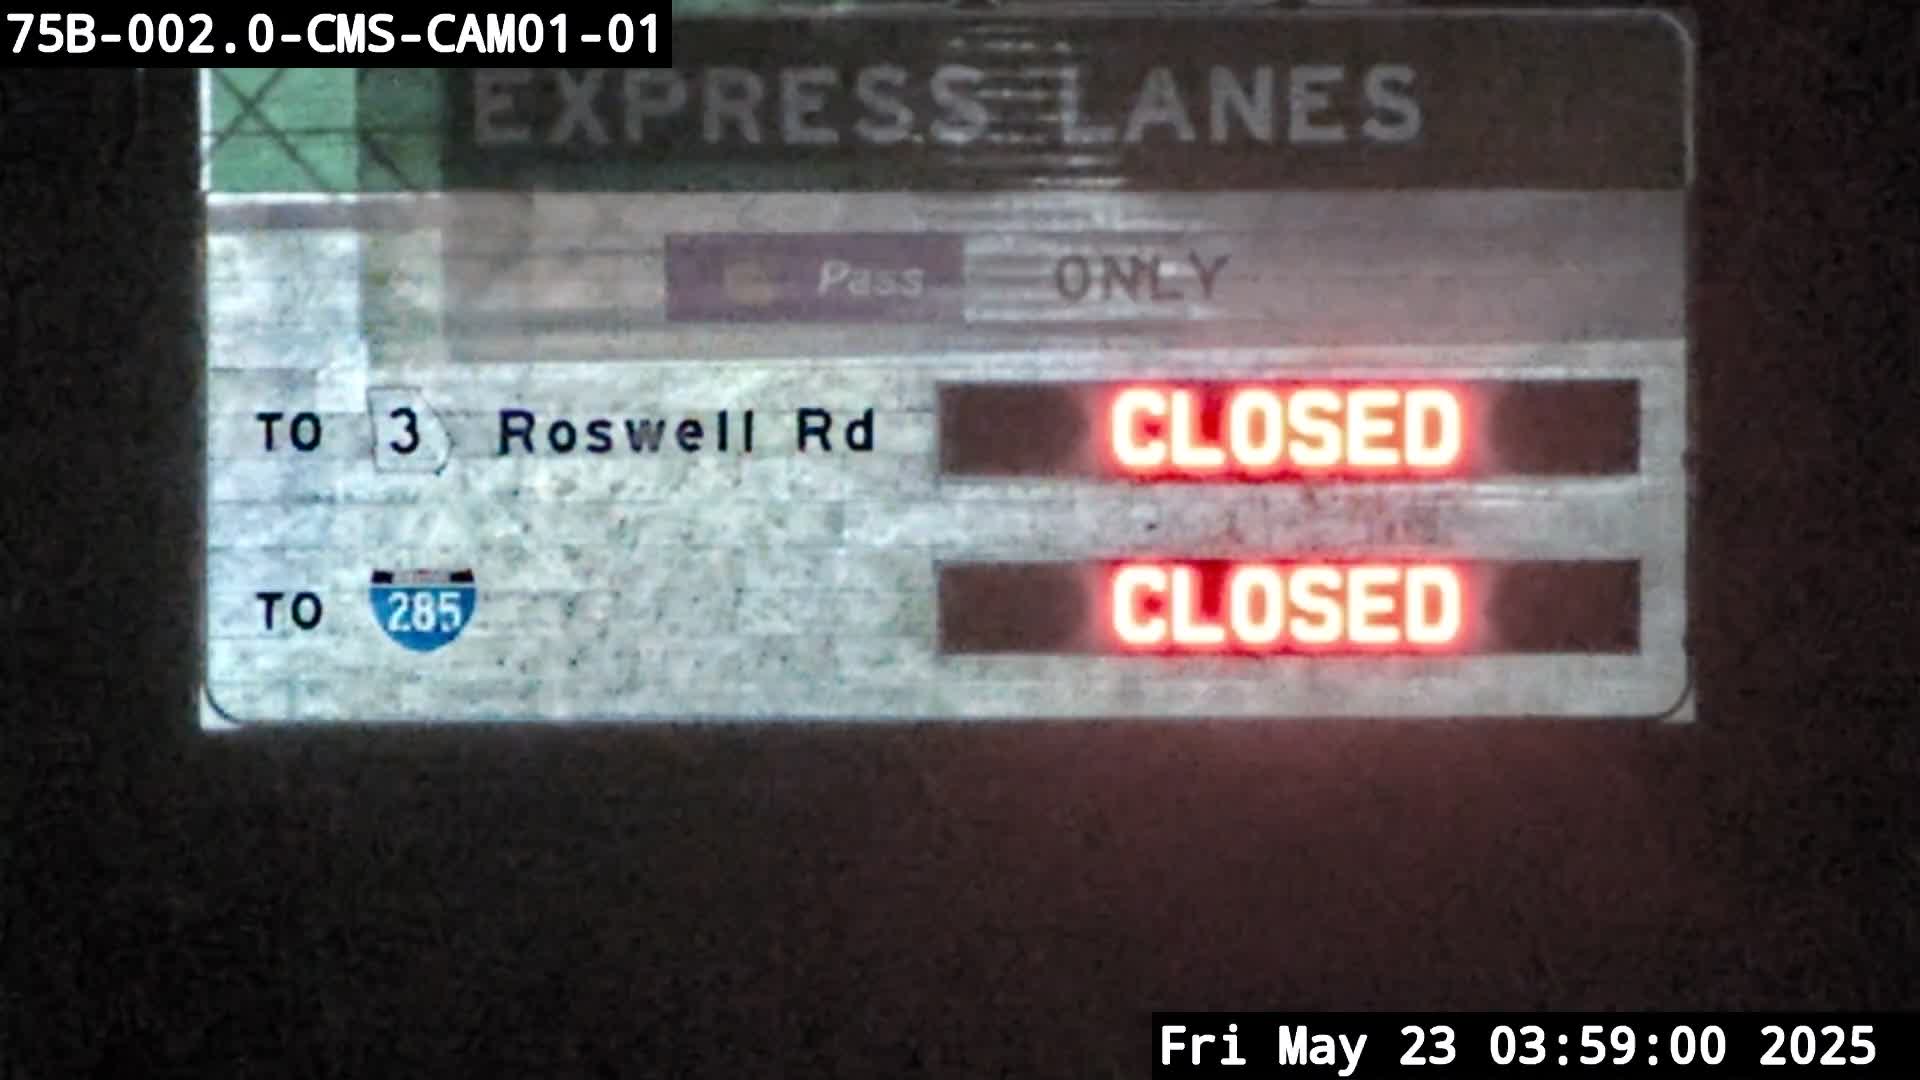 75B-002.0-CMS-CAM01-01
EXPRESS LANES
Pass ONLY
TO 3 Roswell Rd CLOSED
TO 285 CLOSED
Fri May 23 03:59:00 2025